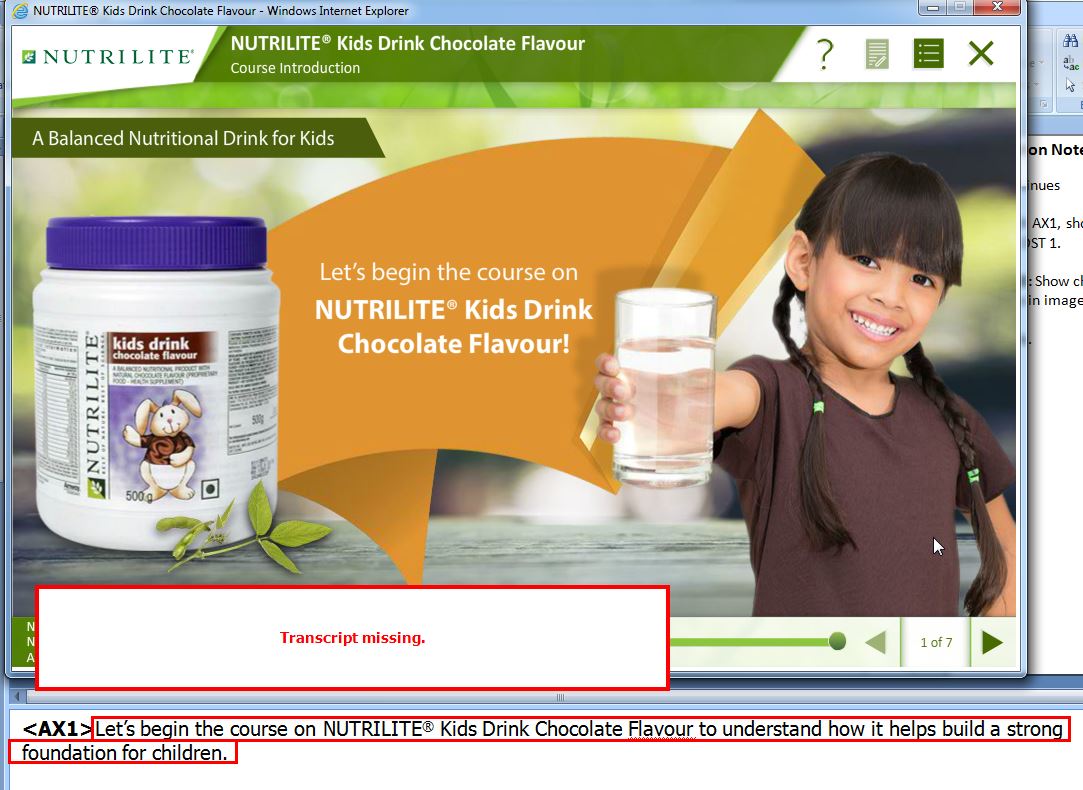 NUTRILITE® Kids Drink Chocolate Flavour - Windows Internet Explorer
NUTRILITE®
NUTRILITE® Kids Drink Chocolate Flavour
Course Introduction
?
A Balanced Nutritional Drink for Kids
Let's begin the course on
NUTRILITE® Kids Drink
Chocolate Flavour!
NUTRILITE
kids drink
chocolate flavour
A BALANCED NUTRITIONAL PRODUCT WITH
NATURAL CHOCOLATE FLAVOUR (PROPRIETARY
FOOD - HEALTH SUPPLEMENT)
500g
Amway
500 g
on Note
nues
AX1, sho
OST 1.
: Show ch
in image
N
N
A
Transcript missing.
1 of 7
<AX1>Let's begin the course on NUTRILITE® Kids Drink Chocolate Flavour to understand how it helps build a strong
foundation for children.